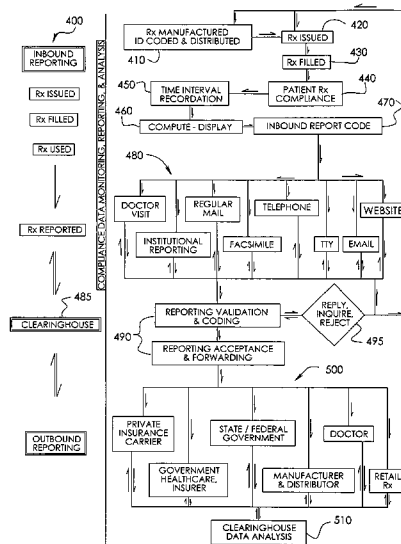 400
INBOUND
REPORTING
Rx ISSUED
Rx FILLED
Rx USED
Rx REPORTED
485
CLEARINGHOUSE
OUTBOUND
REPORTING
COMPLIANCE DATA MONITORING, REPORTING, & ANALYSIS
Rx MANUFACTURED
ID CODED & DISTRIBUTED
410
420
Rx ISSUED
430
Rx FILLED
440
PATIENT Rx
COMPLIANCE
450
TIME INTERVAL
RECORDATION
460
COMPUTE - DISPLAY
INBOUND REPORT CODE
470
480
DOCTOR
VISIT
REGULAR
MAIL
TELEPHONE
WEBSITE
INSTITUTIONAL
REPORTING
FACSIMILE
TTY
EMAIL
REPORTING VALIDATION
& CODING
490
REPORTING ACCEPTANCE
& FORWARDING
REPLY,
INQUIRE,
REJECT
495
500
PRIVATE
INSURANCE
CARRIER
STATE / FEDERAL
GOVERNMENT
DOCTOR
GOVERNMENT
HEALTHCARE,
INSURER
MANUFACTURER
& DISTRIBUTOR
RETAIL
Rx
CLEARINGHOUSE
DATA ANALYSIS
510